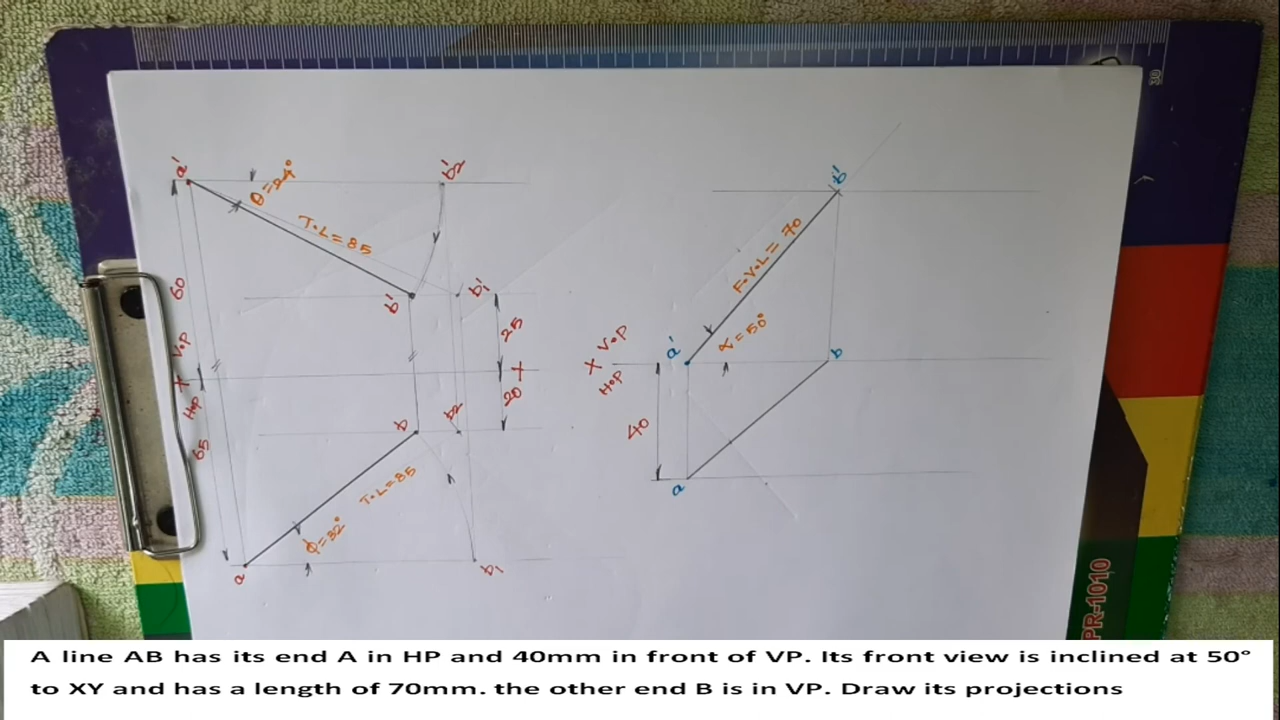 a'
θ=24°
T.L=85
b2'
60
V.P
X
H.P
65
b'
b1'
25
X
20
b
b2
T.L=85
ϕ=32°
a
b1
b'
F.V.L= 70
α=50°
a'
X V.P
H.P
b
40
a
30
PR-1010
A line AB has its end A in HP and 40mm in front of VP. Its front view is inclined at 50°
to XY and has a length of 70mm. the other end B is in VP. Draw its projections